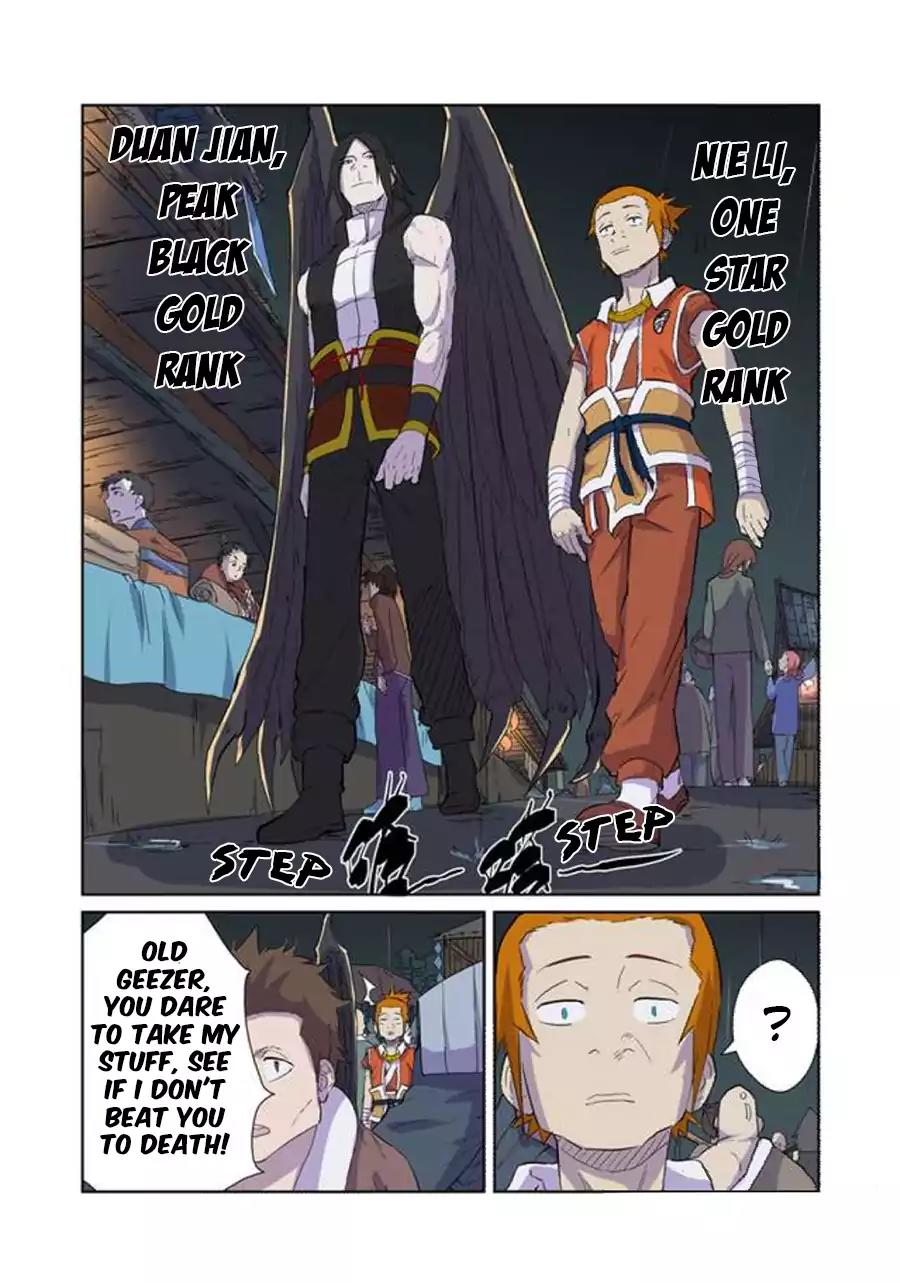 DUAN JIAN,
PEAK
BLACK
GOLD
RANK
NIE LI,
ONE
STAR
GOLD
RANK
STEP
STEP
OLD
GEEZER,
YOU DARE
TO TAKE MY
STUFF, SEE
IF I DON'T
BEAT YOU
TO DEATH!
?